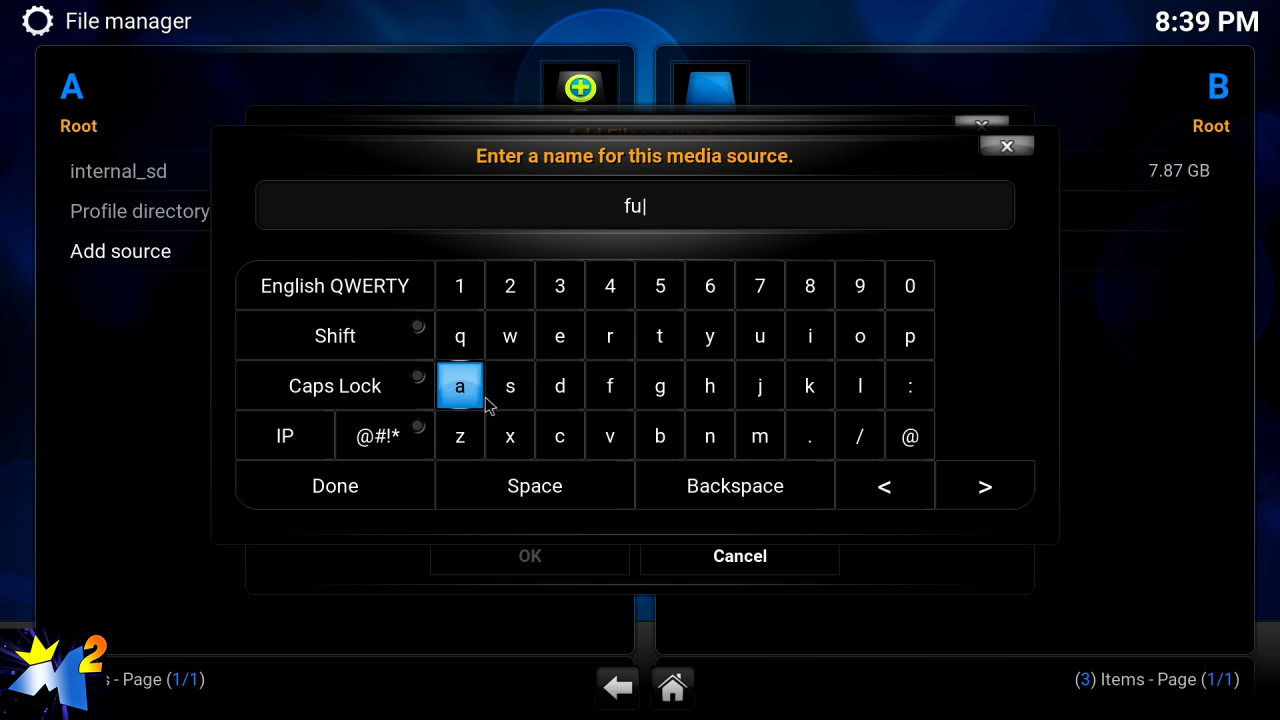 File manager
8:39 PM
A
B
Root
Root
internal_sd
7.87 GB
Profile directory
Add source
Enter a name for this media source.
fu
English QWERTY 1 2 3 4 5 6 7 8 9 0
Shift q w e r t y u i o p
Caps Lock a s d f g h j k l :
IP @#!* z x c v b n m . / @
Done Space Backspace < >
OK Cancel
M2
s - Page (1/1)
(3) Items - Page (1/1)